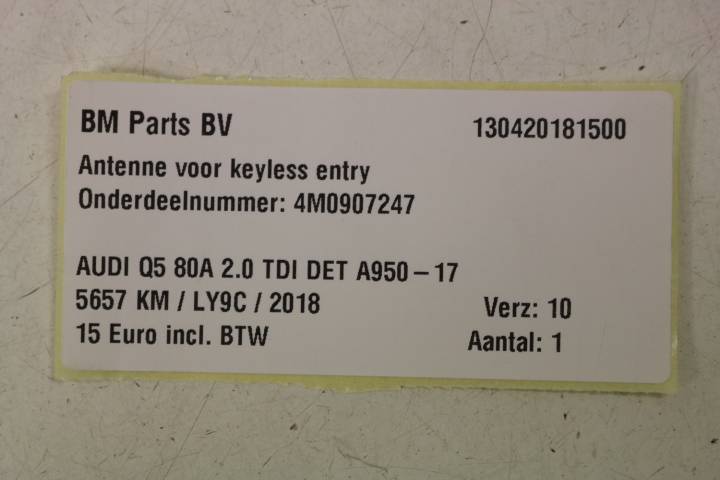 BM Parts BV 130420181500
Antenne voor keyless entry
Onderdeelnummer: 4M0907247
AUDI Q5 80A 2.0 TDI DET A950-17
5657 KM / LY9C / 2018 Verz: 10
15 Euro incl. BTW Aantal: 1